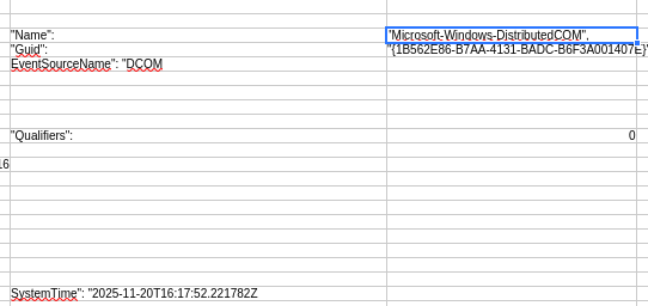 "Name": "Microsoft-Windows-DistributedCOM",
"Guid": "{1B562E86-B7AA-4131-BADC-B6F3A001407E}"
EventSourceName": "DCOM
"Qualifiers": 0
16
SystemTime": "2025-11-20T16:17:52.221782Z